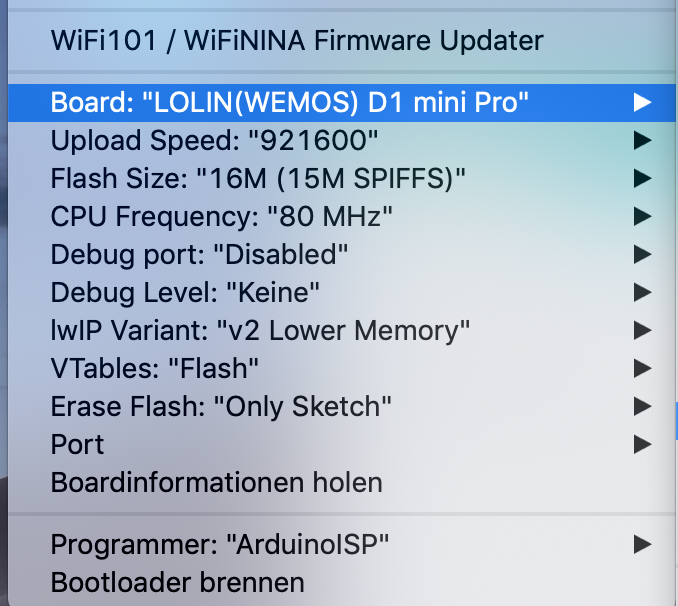 WiFi101 / WiFiNINA Firmware Updater
Board: "LOLIN(WEMOS) D1 mini Pro"
Upload Speed: "921600"
Flash Size: "16M (15M SPIFFS)"
CPU Frequency: "80 MHz"
Debug port: "Disabled"
Debug Level: "Keine"
lwIP Variant: "v2 Lower Memory"
VTables: "Flash"
Erase Flash: "Only Sketch"
Port
Boardinformationen holen
Programmer: "ArduinoISP"
Bootloader brennen